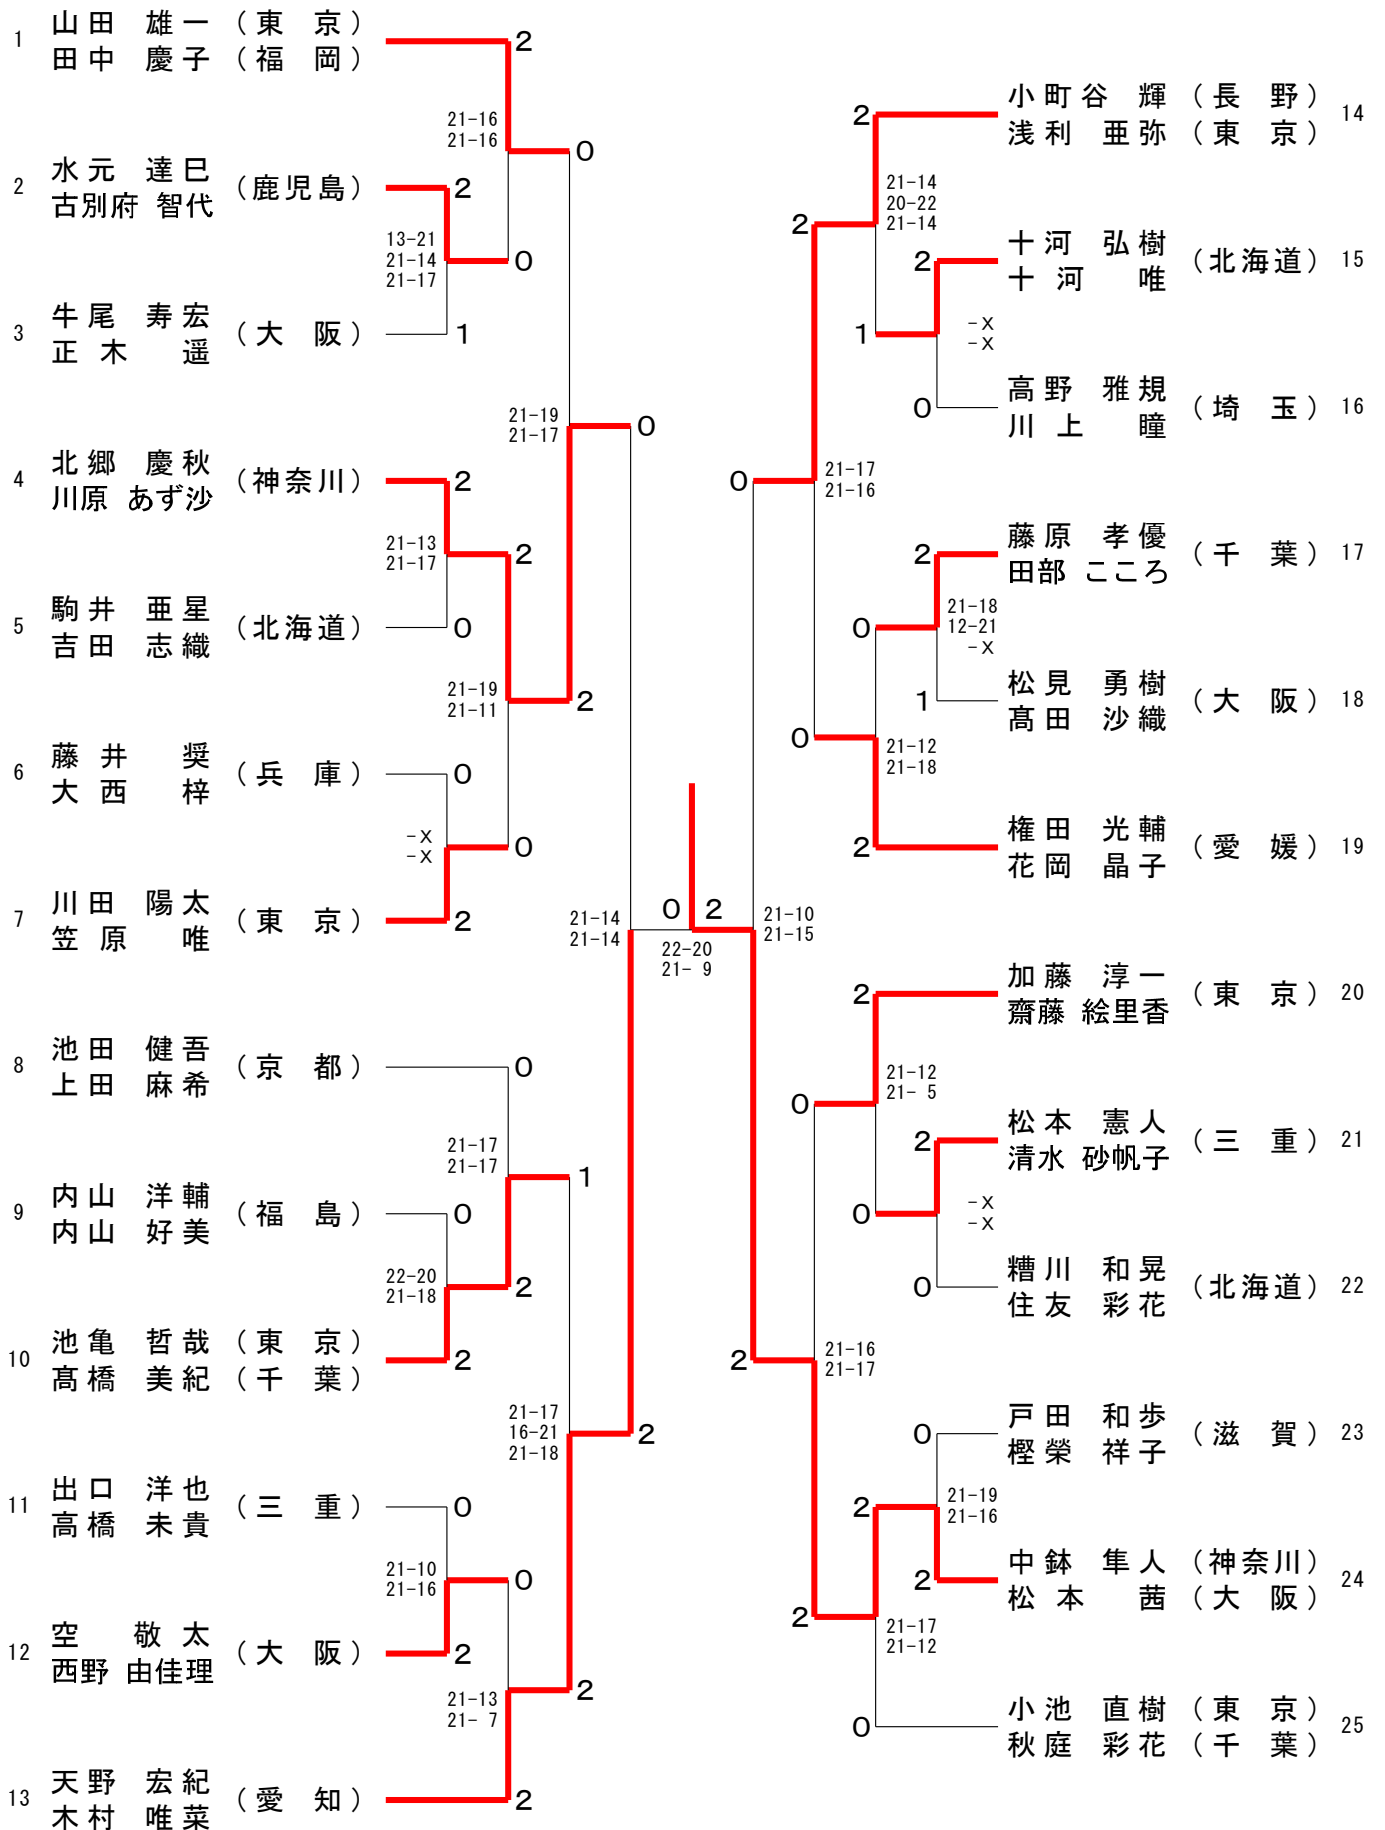 1 山田 雄一 (東 京)
田中 慶子 (福 岡)
2
21-16
21-16
0
2 水元 達巳 (鹿児島)
古別府 智代
2
13-21
21-14
21-17
0
3 牛尾 寿宏 (大 阪)
正木 遥
1
21-19
21-17
0
4 北郷 慶秋 (神奈川)
川原 あず沙
2
21-13
21-17
2
5 駒井 亜星 (北海道)
吉田 志織
0
21-19
21-11
2
6 藤井 奨 (兵 庫)
大西 梓
0
-X
-X
0
7 川田 陽太 (東 京)
笠原 唯
2
21-14
21-14
8 池田 健吾 (京 都)
上田 麻希
0
21-17
21-17
1
9 内山 洋輔 (福 島)
内山 好美
0
22-20
21-18
2
10 池亀 哲哉 (東 京)
髙橋 美紀 (千 葉)
2
21-17
16-21
21-18
2
11 出口 洋也 (三 重)
高橋 未貴
0
21-10
21-16
0
12 空 敬太 (大 阪)
西野 由佳理
2
21-13
21- 7
2
13 天野 宏紀 (愛 知)
木村 唯菜
2
0 2
22-20
21- 9
2
小町谷 輝 (長 野) 14
浅利 亜弥 (東 京)
21-14
20-22
21-14
2
2
十河 弘樹 (北海道) 15
十河 唯
1
-X
-X
0
高野 雅規 (埼 玉) 16
川上 瞳
0
21-17
21-16
2
藤原 孝優 (千 葉) 17
田部 こころ
0
21-18
12-21
-X
1
松見 勇樹 (大 阪) 18
髙田 沙織
0
21-12
21-18
2
権田 光輔 (愛 媛) 19
花岡 晶子
21-10
21-15
2
加藤 淳一 (東 京) 20
齋藤 絵里香
21-12
21- 5
0
2
松本 憲人 (三 重) 21
清水 砂帆子
0
-X
-X
0
糟川 和晃 (北海道) 22
住友 彩花
2
21-16
21-17
0
戸田 和歩 (滋 賀) 23
樫榮 祥子
2
21-19
21-16
2
中鉢 隼人 (神奈川) 24
松本 茜 (大 阪)
2
21-17
21-12
0
小池 直樹 (東 京) 25
秋庭 彩花 (千 葉)